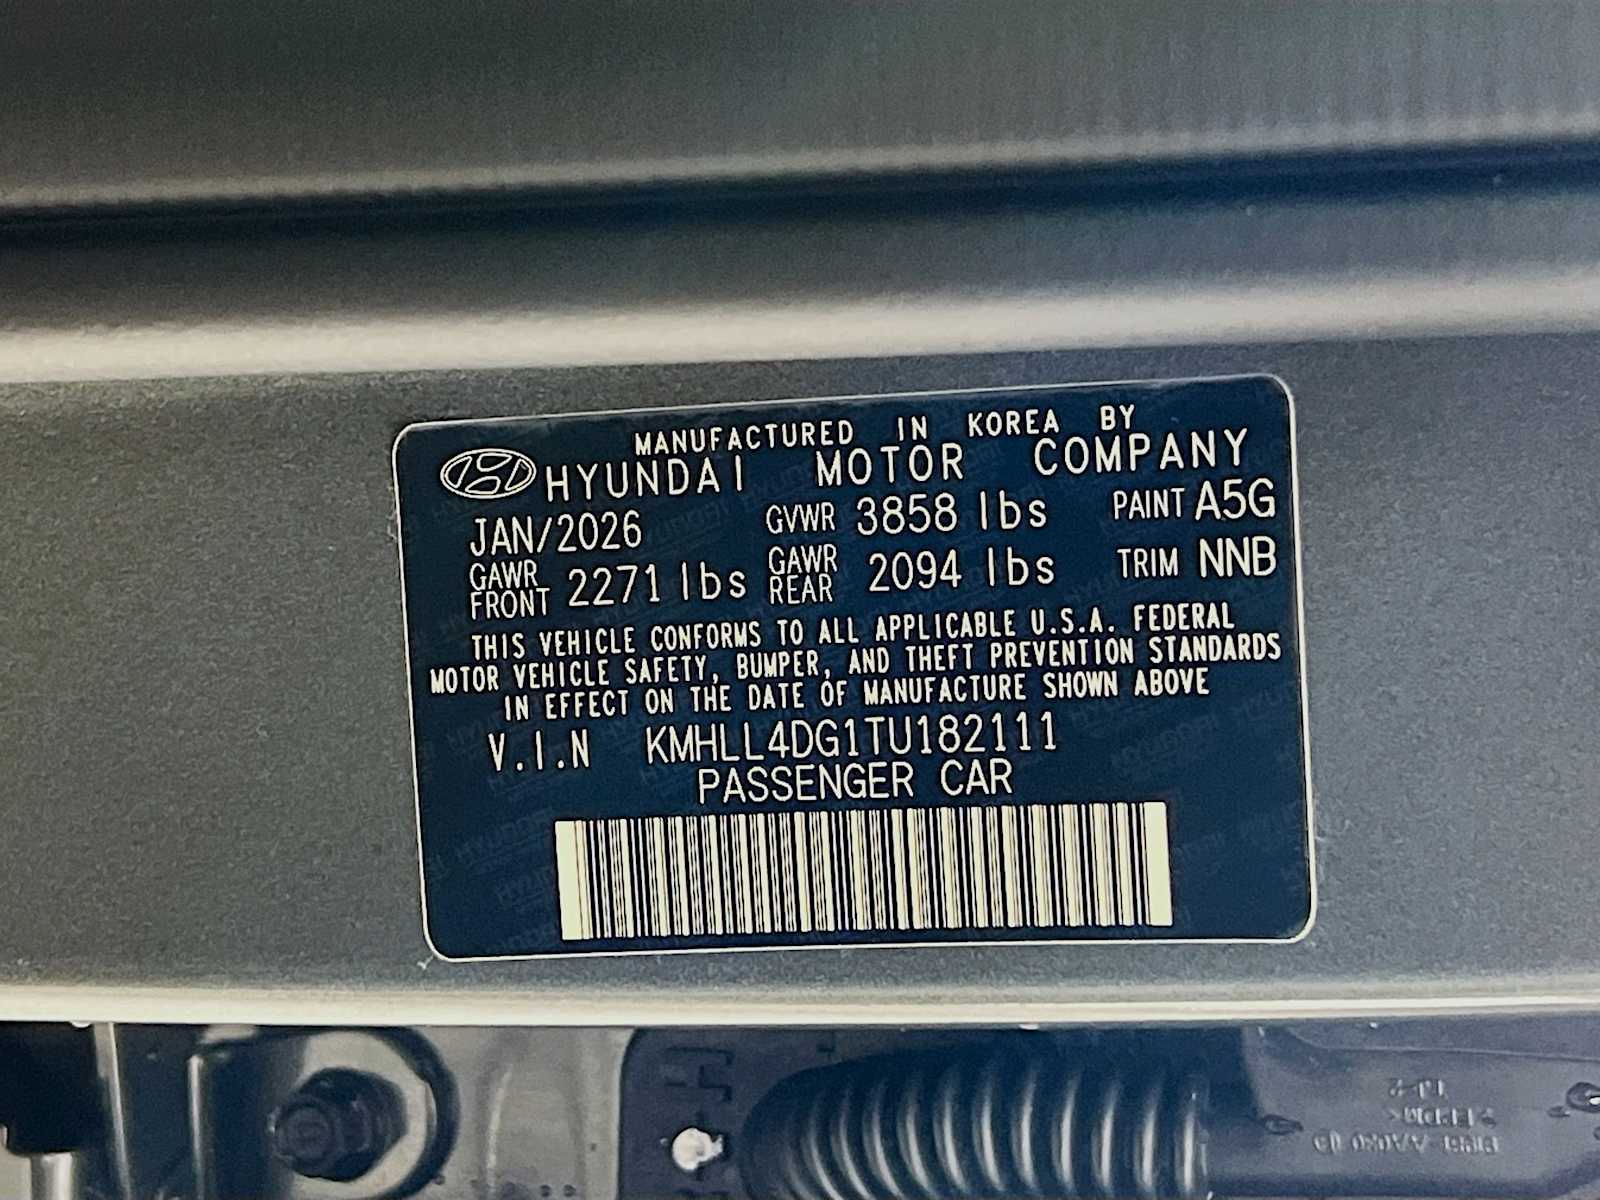 MANUFACTURED IN KOREA BY
HYUNDAI MOTOR COMPANY
JAN/2026 GVWR 3858 lbs PAINT A5G
GAWR FRONT 2271 lbs GAWR REAR 2094 lbs TRIM NNB
THIS VEHICLE CONFORMS TO ALL APPLICABLE U.S.A. FEDERAL
MOTOR VEHICLE SAFETY, BUMPER, AND THEFT PREVENTION STANDARDS
IN EFFECT ON THE DATE OF MANUFACTURE SHOWN ABOVE
V.I.N KMHLL4DG1TU182111
PASSENGER CAR